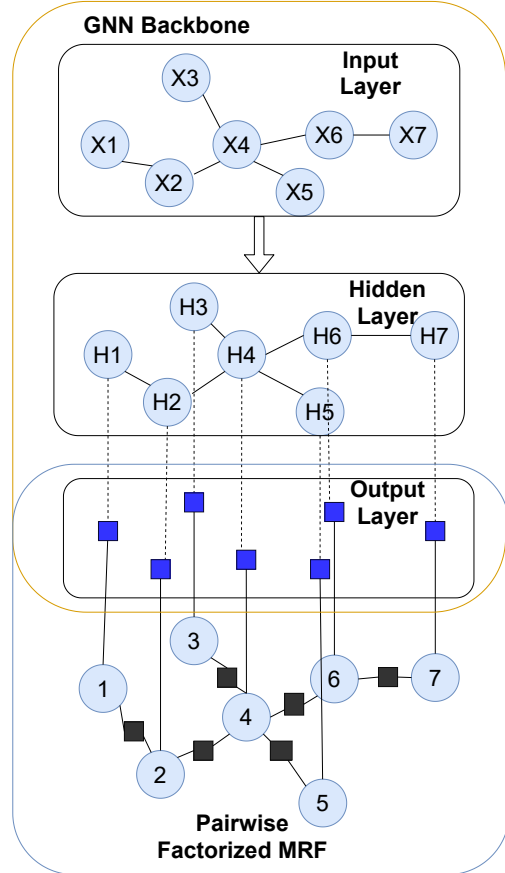 GNN Backbone
Input
Layer
X3
X1
X4
X6
X7
X2
X5
Hidden
Layer
H3
H1
H4
H6
H7
H2
H5
Output
Layer
3
1
6
7
4
2
5
Pairwise
Factorized MRF